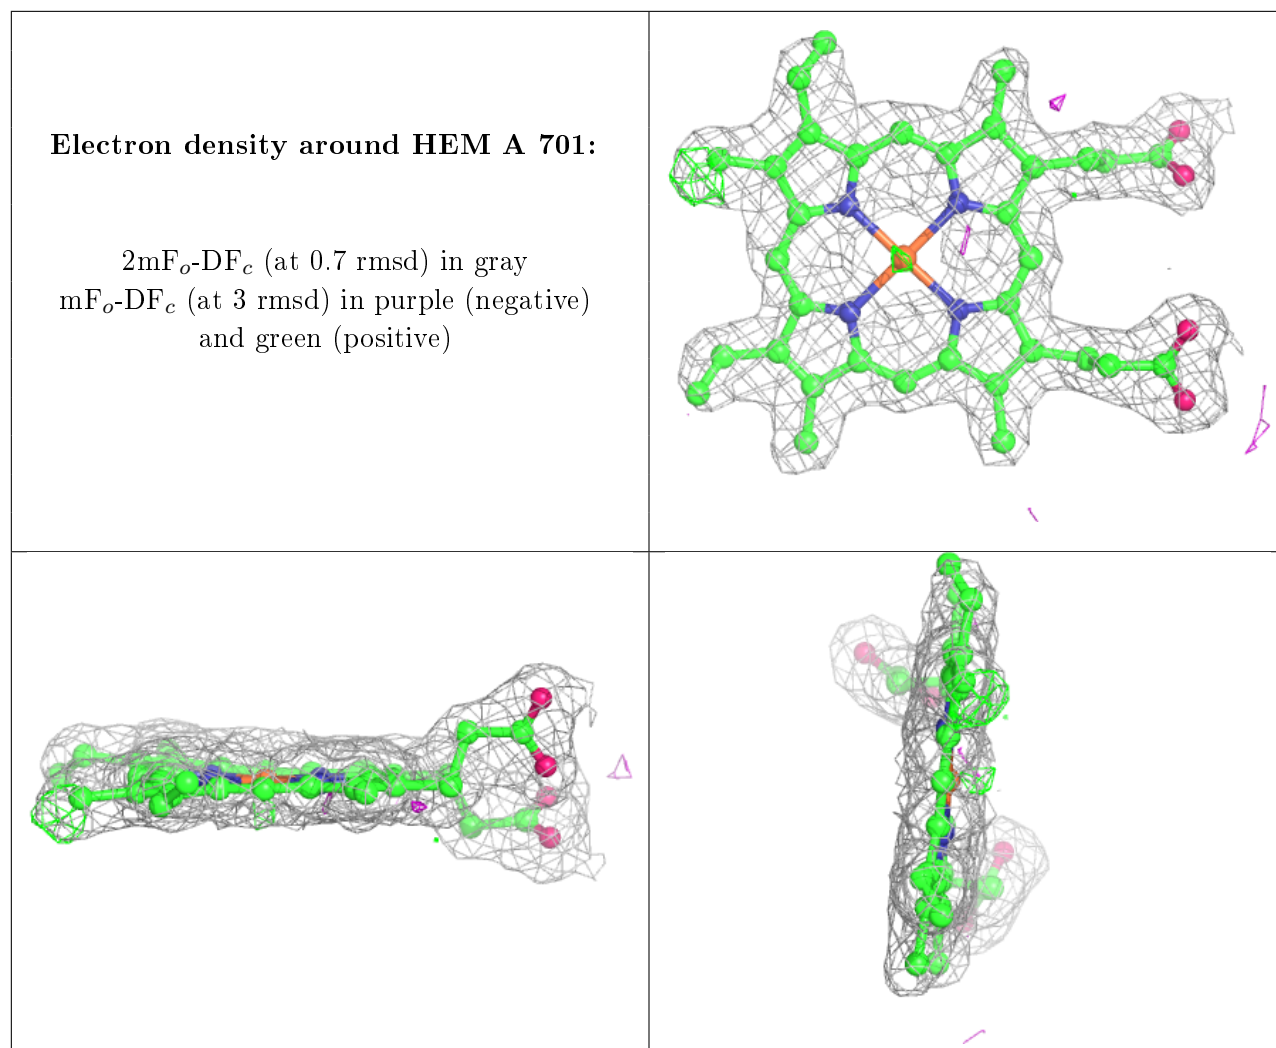 Electron density around HEM A 701:
2mFₒ-DF𝒸 (at 0.7 rmsd) in gray
mFₒ-DF𝒸 (at 3 rmsd) in purple (negative)
and green (positive)